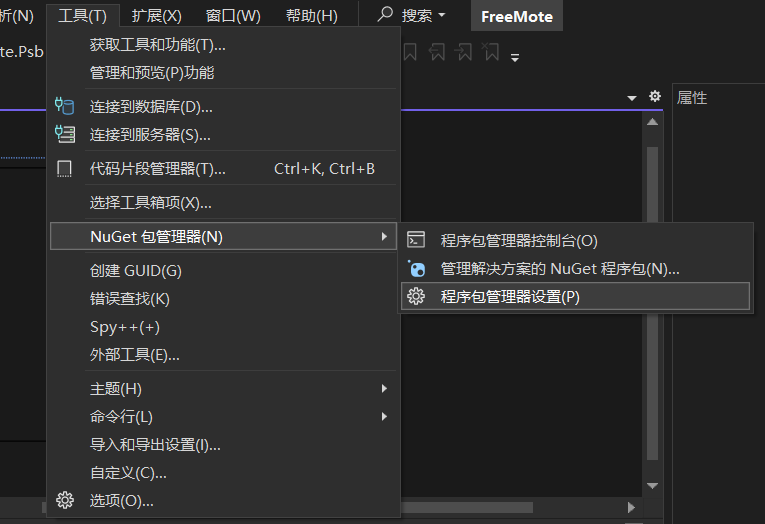 析(N) 工具(T) 扩展(X) 窗口(W) 帮助(H) 搜索 FreeMote
te.Psb
获取工具和功能(T)...
管理和预览(P)功能
属性
连接到数据库(D)...
连接到服务器(S)...
代码片段管理器(T)... Ctrl+K, Ctrl+B
选择工具箱项(X)...
NuGet 包管理器(N)
程序包管理器控制台(O)
管理解决方案的 NuGet 程序包(N)...
程序包管理器设置(P)
创建 GUID(G)
错误查找(K)
Spy++(+)
外部工具(E)...
主题(H)
命令行(L)
导入和导出设置(I)...
自定义(C)...
选项(O)...